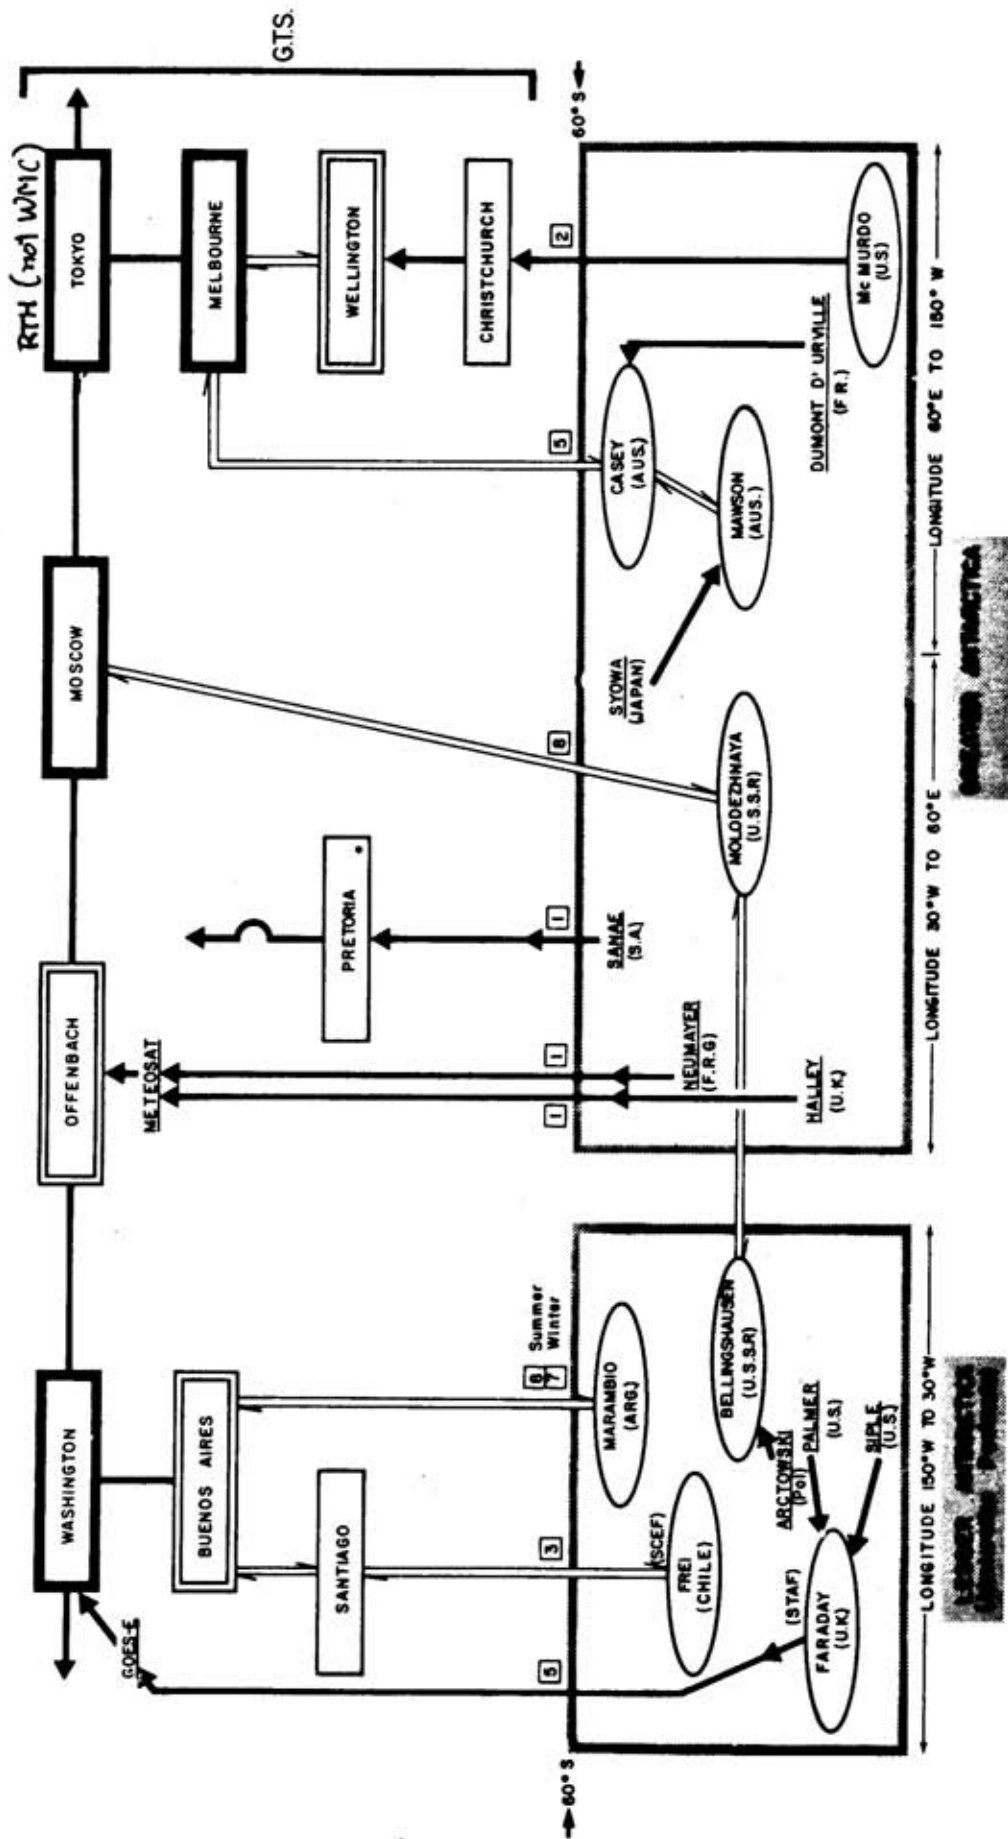 RTH (not WMC)
G.T.S.
WASHINGTON
OFFENBACH
MOSCOW
TOKYO
GOES-E
METEOSAT
BUENOS AIRES
MELBOURNE
SANTIAGO
PRETORIA
WELLINGTON
CHRISTCHURCH
60° S
5
3
8
7
Summer
Winter
1
1
1
8
5
2
60° S
(SCEF)
FREI
(CHILE)
MARAMBIO
(ARG.)
(STAF)
FARADAY
(U.K)
ARCTOWSKI
(Pol)
PALMER
(U.S.)
SIPLE
(U.S.)
BELLINGSHAUSEN
(U.S.S.R)
HALLEY
(U.K)
NEUMAYER
(F.R.G)
SANAE
(S.A)
MOLODEZHNAYA
(U.S.S.R)
SYOWA
(JAPAN)
CASEY
(AUS.)
MAWSON
(AUS.)
DUMONT D' URVILLE
(FR.)
Mc MURDO
(U.S.)
LONGITUDE 150°W TO 30°W
LONGITUDE 30°W TO 60°E
LONGITUDE 60°E TO 150° W
GREATER ANTARCTICA